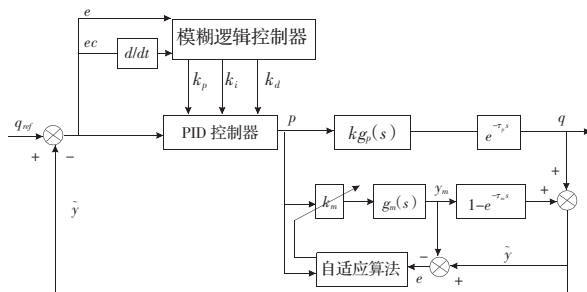 e
模糊逻辑控制器
ec
d/dt
k_p
k_i
k_d
q_ref
+
−
PID 控制器
p
kg_p(s)
e^{-τ_p s}
q
+
+
ỹ
k_m
g_m(s)
y_m
1−e^{-τ_m s}
自适应算法
−
e
+
ỹ